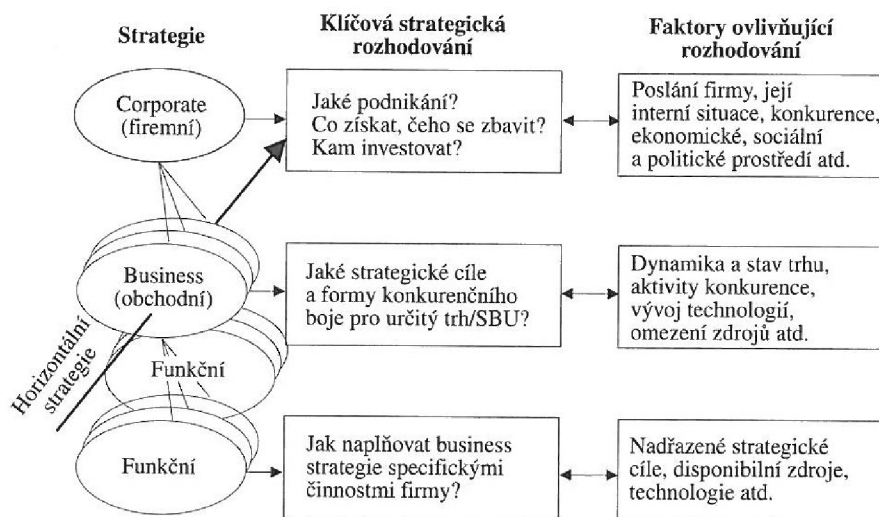 Strategie
Klíčová strategická
rozhodování
Faktory ovlivňující
rozhodování
Corporate
(firemní)
Jaké podnikání?
Co získat, čeho se zbavit?
Kam investovat?
Poslání firmy, její
interní situace, konkurence,
ekonomické, sociální
a politické prostředí atd.
Business
(obchodní)
Jaké strategické cíle
a formy konkurenčního
boje pro určitý trh/SBU?
Dynamika a stav trhu,
aktivity konkurence,
vývoj technologií,
omezení zdrojů atd.
Horizontální
strategie
Funkční
Funkční
Jak naplňovat business
strategie specifickými
činnostmi firmy?
Nadřazené strategické
cíle, disponibilní zdroje,
technologie atd.